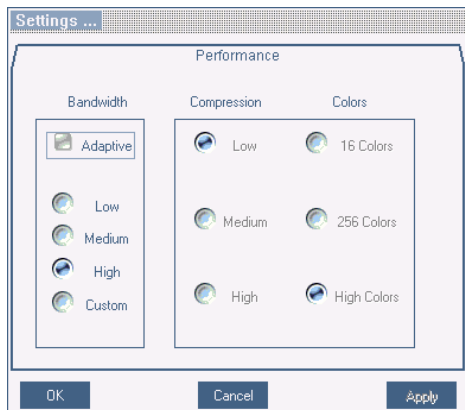 Settings ...
Performance
Bandwidth Compression Colors
Adaptive Low 16 Colors
Low
Medium 256 Colors
Medium
High
High High Colors
Custom
OK Cancel Apply